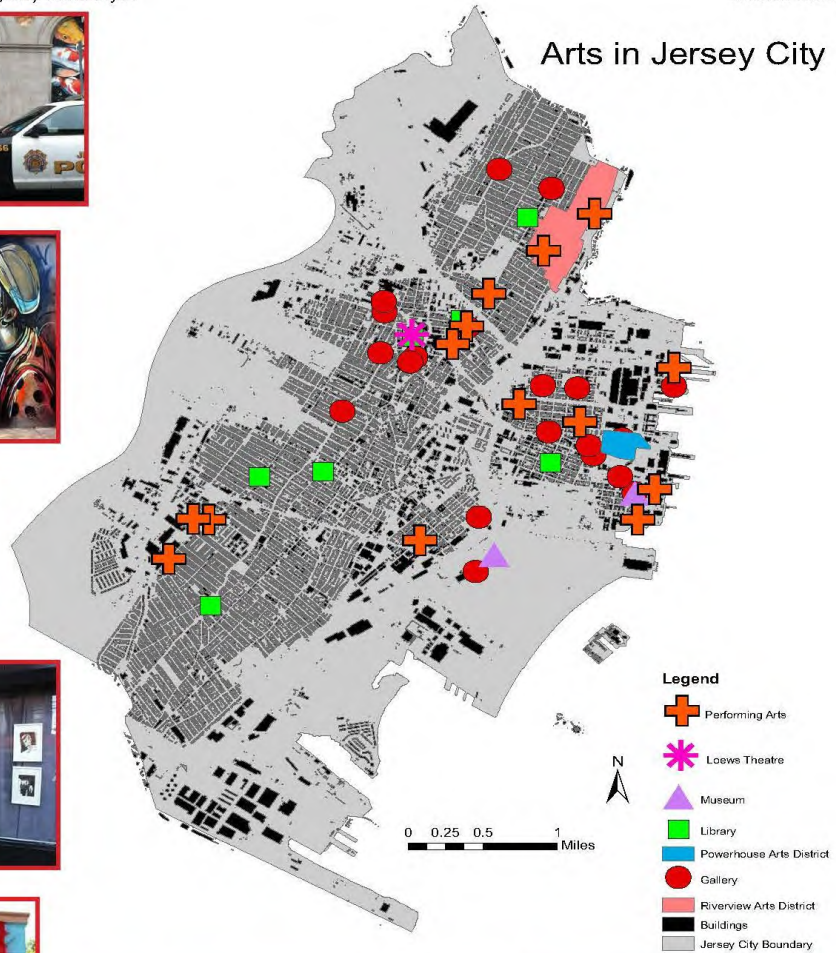 Arts in Jersey City
Legend
Performing Arts
Loews Theatre
Museum
Library
Powerhouse Arts District
Gallery
Riverview Arts District
Buildings
Jersey City Boundary
N
0 0.25 0.5 1
Miles